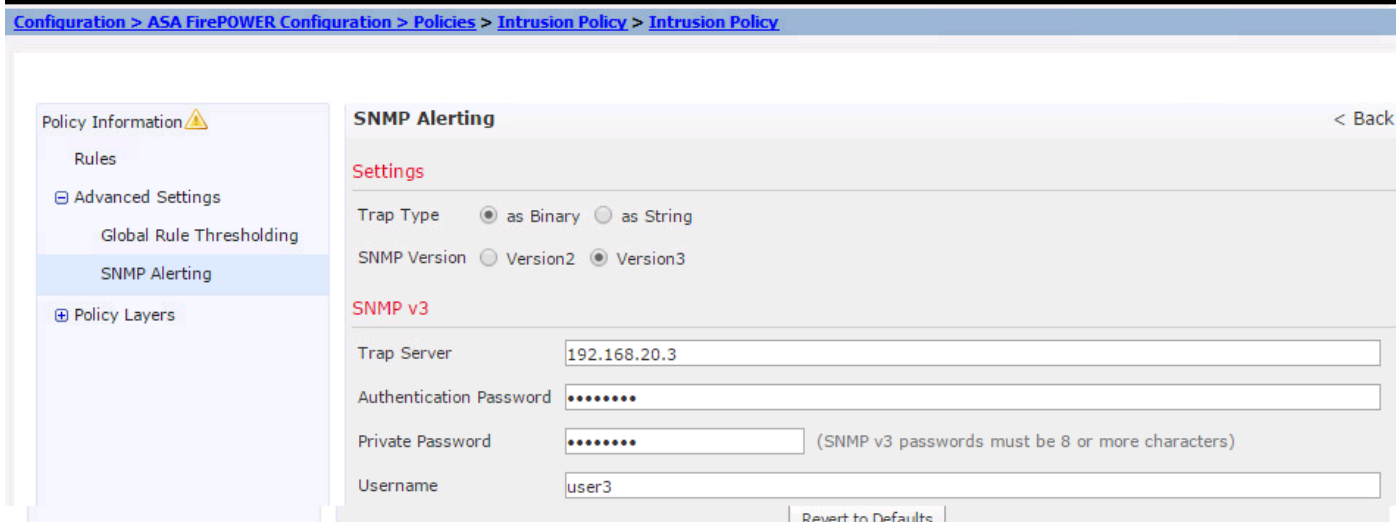 Configuration > ASA FirePOWER Configuration > Policies > Intrusion Policy > Intrusion Policy
Policy Information
Rules
Advanced Settings
Global Rule Thresholding
SNMP Alerting
Policy Layers
SNMP Alerting
< Back
Settings
Trap Type as Binary as String
SNMP Version Version2 Version3
SNMP v3
Trap Server 192.168.20.3
Authentication Password ••••••••
Private Password •••••••• (SNMP v3 passwords must be 8 or more characters)
Username user3
Revert to Defaults